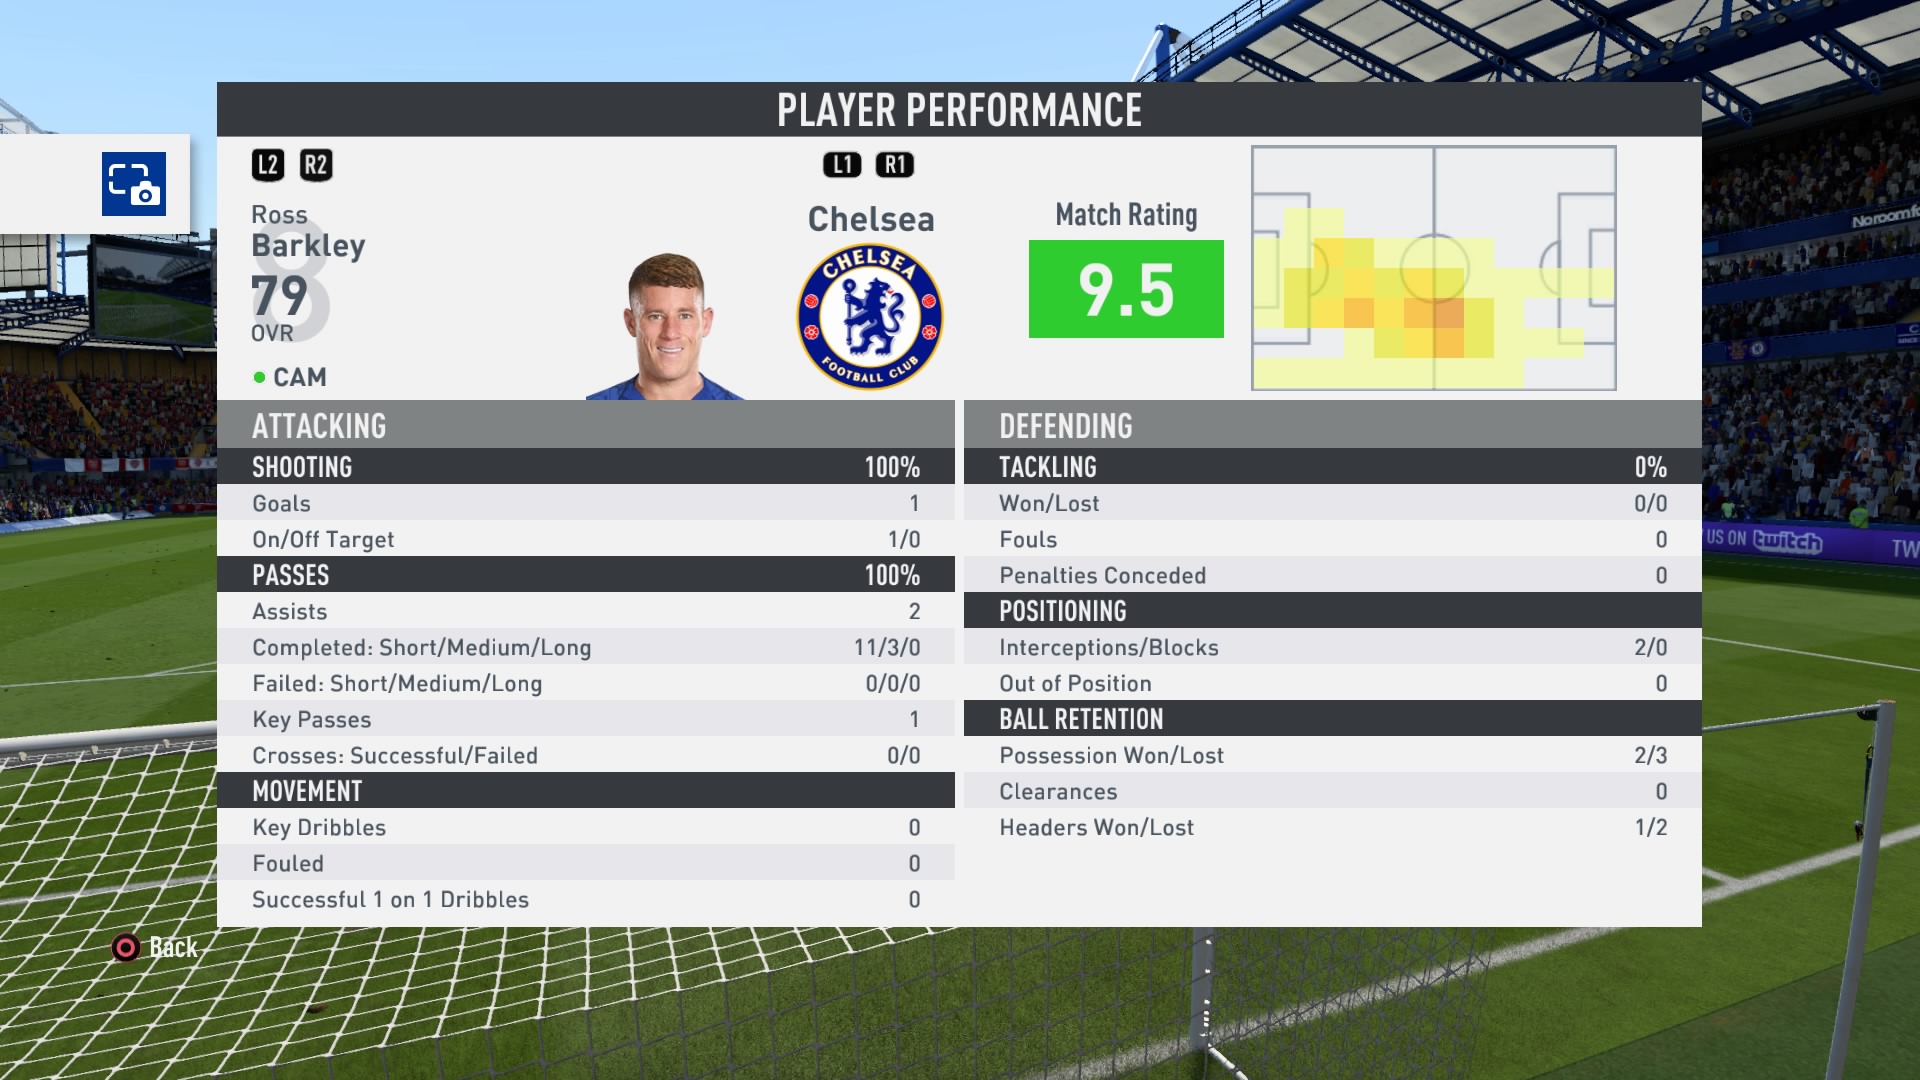 PLAYER PERFORMANCE
L2 R2
L1 R1
Ross
Barkley
8
79
OVR
CAM
Chelsea
CHELSEA
FOOTBALL CLUB
Match Rating
9.5
ATTACKING
SHOOTING 100%
Goals 1
On/Off Target 1/0
PASSES 100%
Assists 2
Completed: Short/Medium/Long 11/3/0
Failed: Short/Medium/Long 0/0/0
Key Passes 1
Crosses: Successful/Failed 0/0
MOVEMENT
Key Dribbles 0
Fouled 0
Successful 1 on 1 Dribbles 0
DEFENDING
TACKLING 0%
Won/Lost 0/0
Fouls 0
Penalties Conceded 0
POSITIONING
Interceptions/Blocks 2/0
Out of Position 0
BALL RETENTION
Possession Won/Lost 2/3
Clearances 0
Headers Won/Lost 1/2
US ON twitch TW
Back